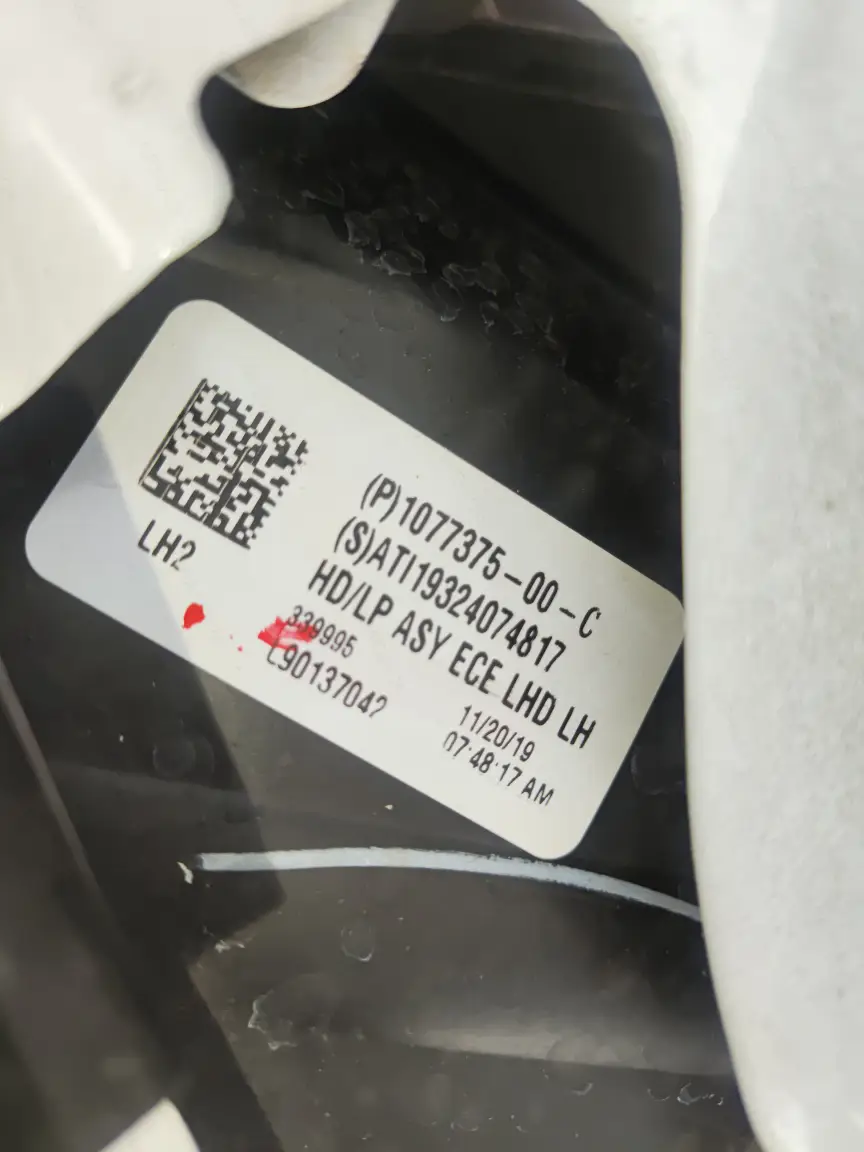 (P)1077375-00-C
(S)ATI19324074817
HD/LP ASY ECE LHD LH
339995
L90137042
11/20/19
07:48:17 AM
LH2